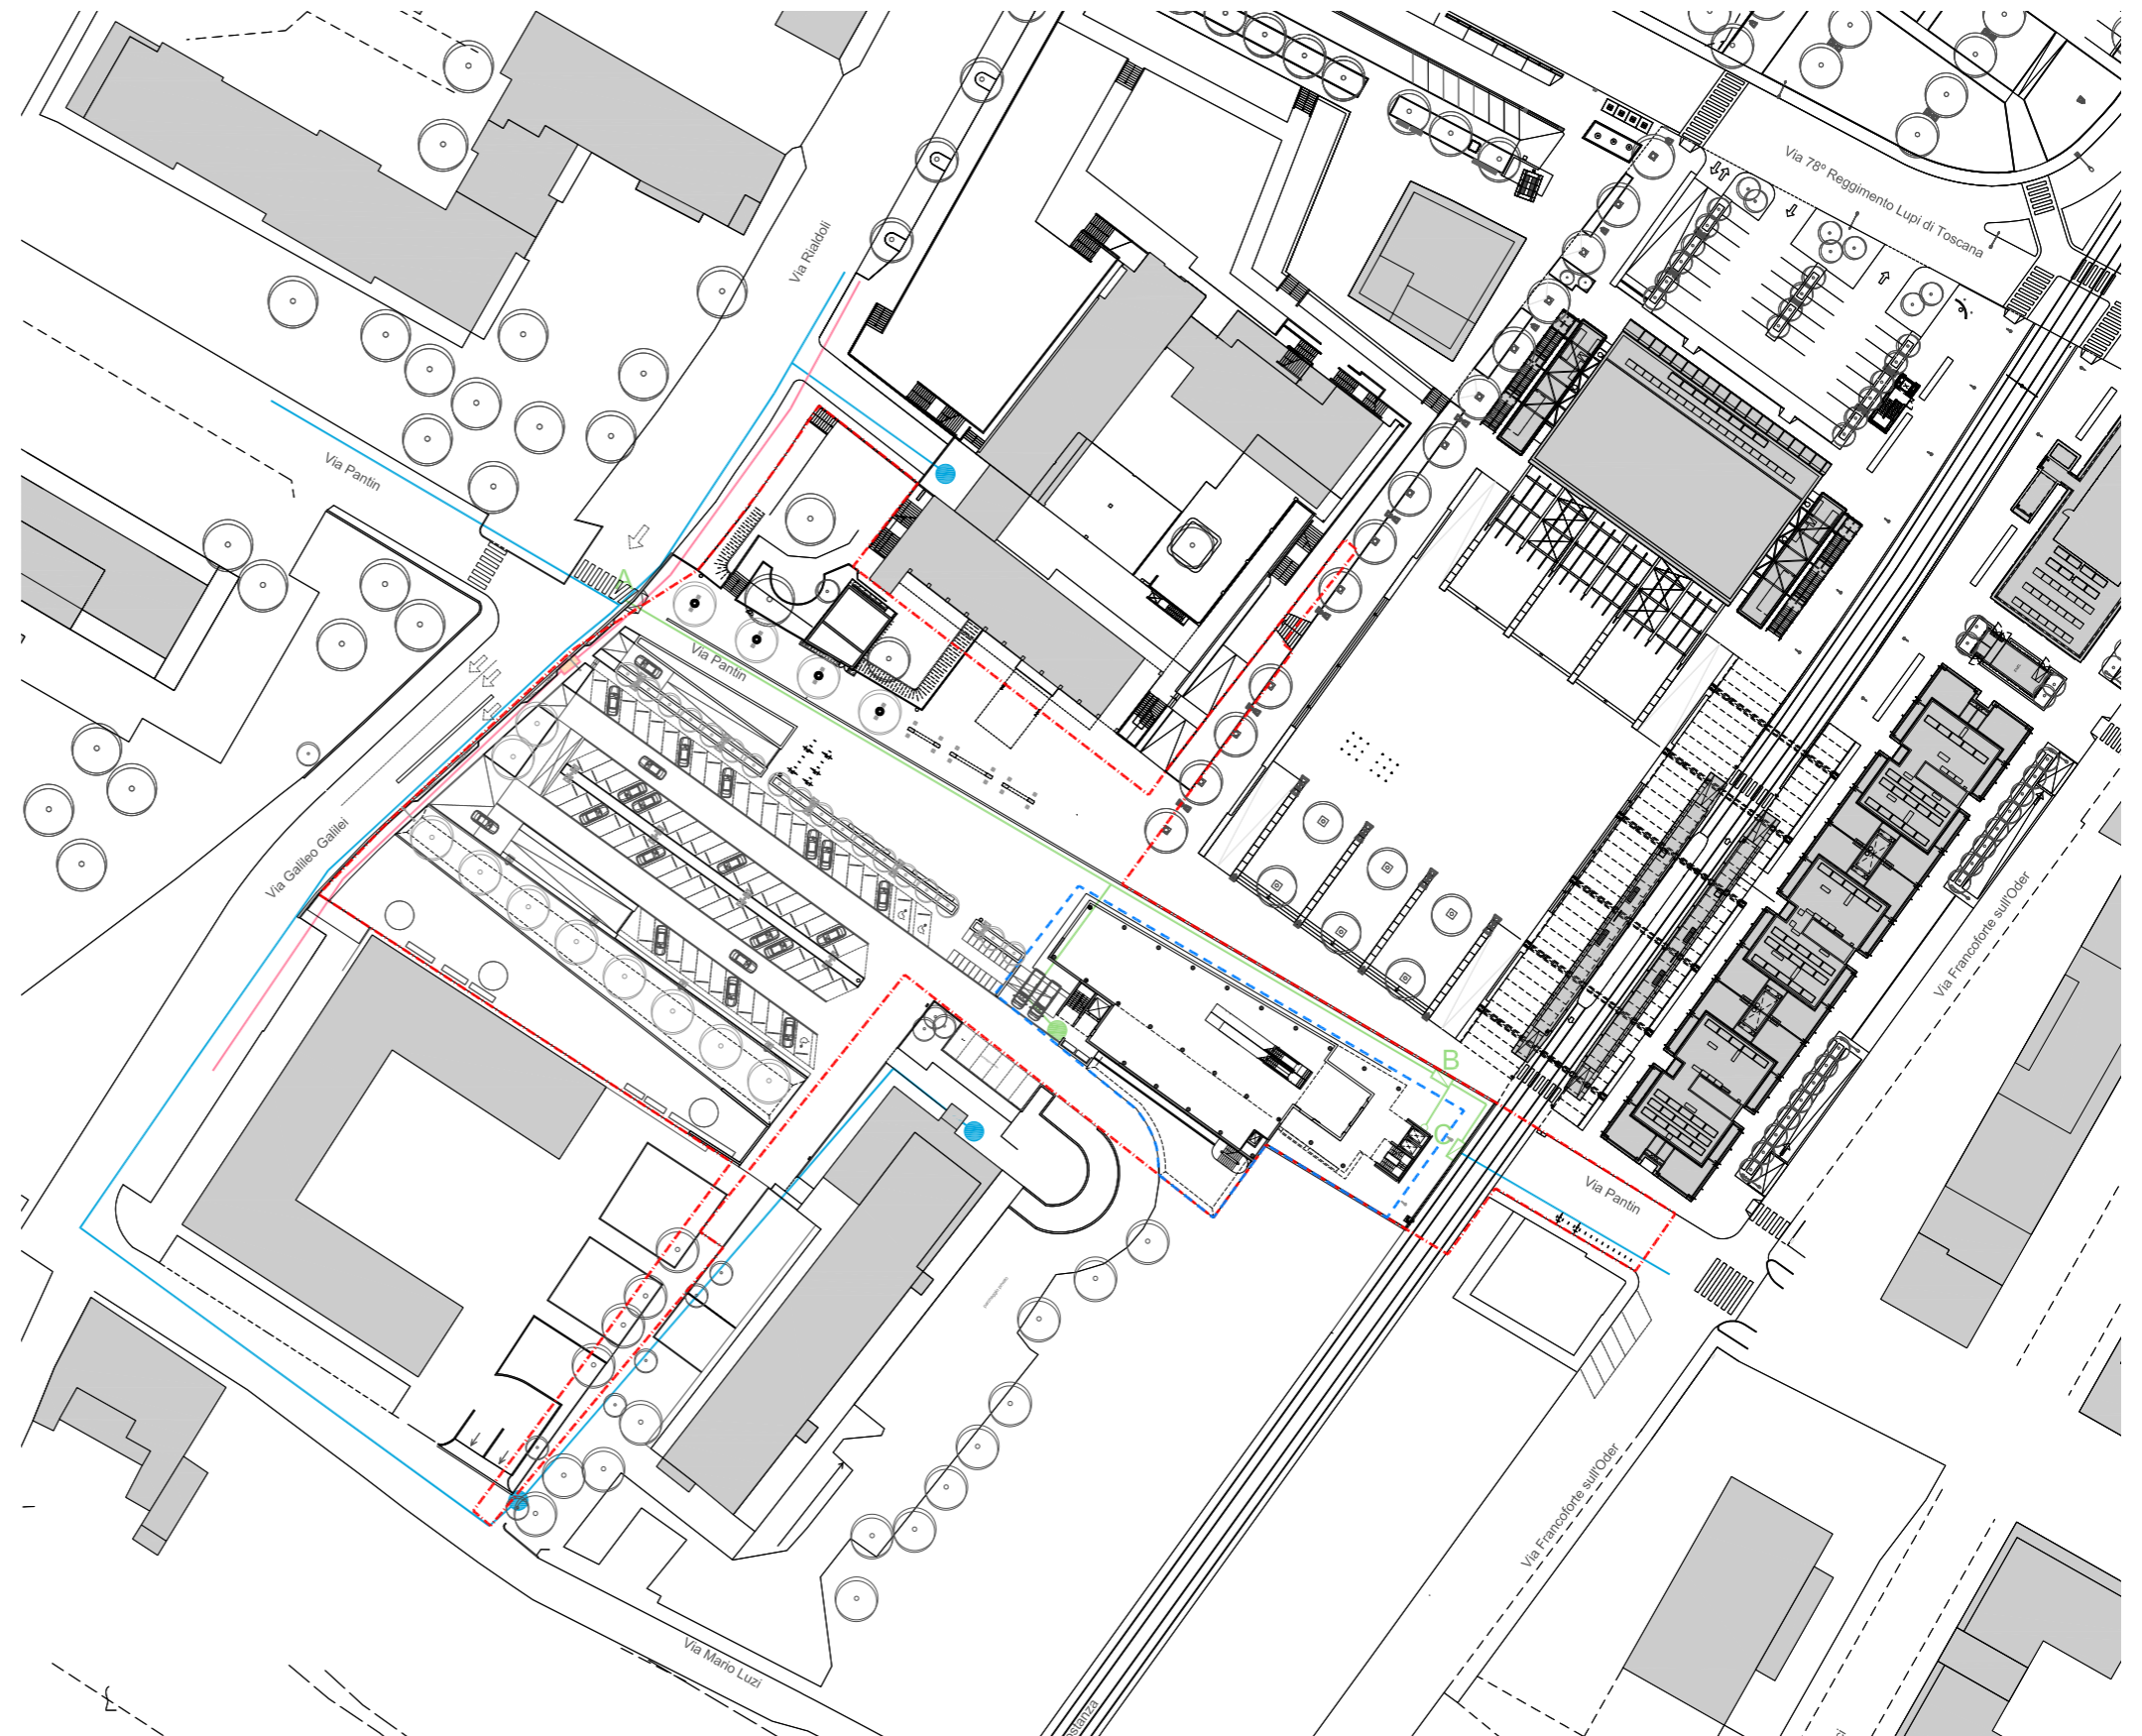 Via 78° Reggimento Lupi di Toscana
Via Rialdoli
Via Pantin
A
Via Pantin
Via Galileo Galilei
Via Francoforte sull'Oder
B
C
Via Pantin
Via Francoforte sull'Oder
Via Mario Luzi